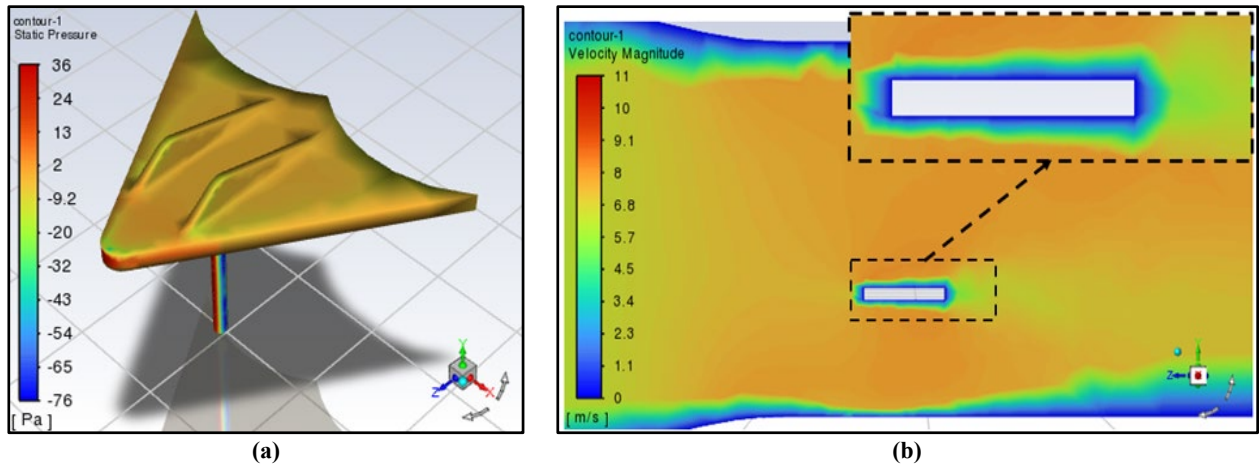 contour-1
Static Pressure
36
24
13
2
-9.2
-20
-32
-43
-54
-65
-76
[ Pa ]
Y
Z
X
(a)
contour-1
Velocity Magnitude
11
10
9.1
8
6.8
5.7
4.5
3.4
2.3
1.1
0
[ m/s ]
Y
Z
(b)